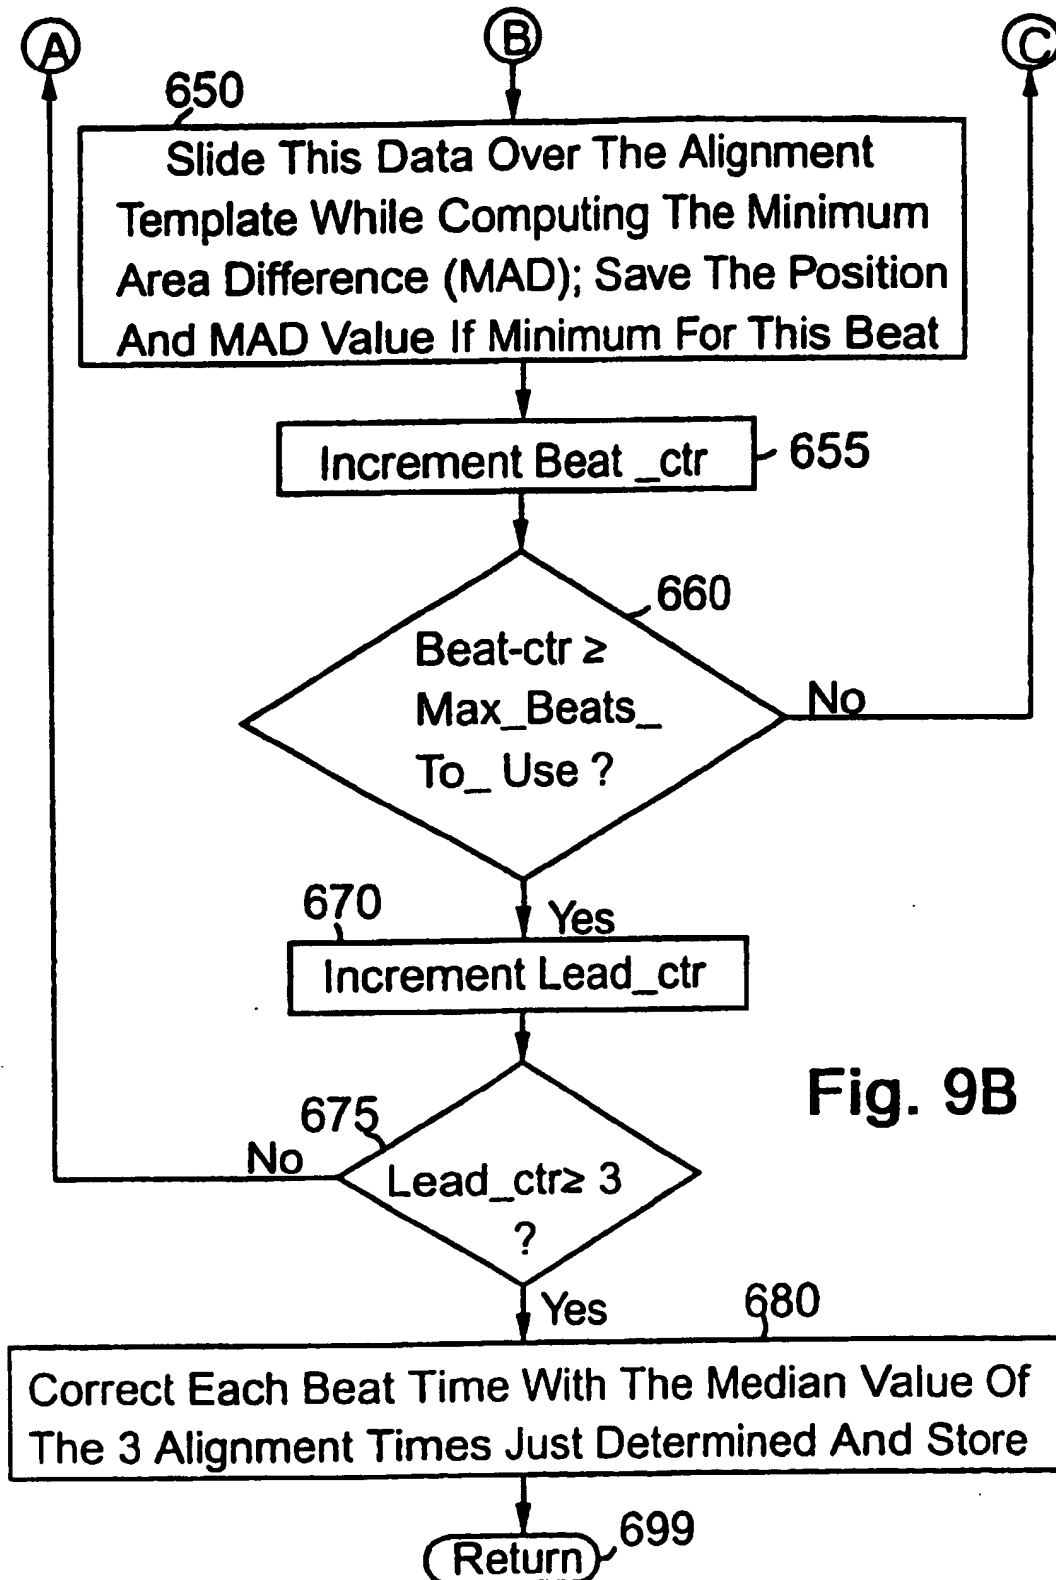 A
B
C
650
Slide This Data Over The Alignment
Template While Computing The Minimum
Area Difference (MAD); Save The Position
And MAD Value If Minimum For This Beat
Increment Beat _ctr
655
660
Beat-ctr ≥
Max_Beats_
To_ Use ?
No
Yes
670
Increment Lead_ctr
Fig. 9B
675
No
Lead_ctr≥ 3
?
Yes
680
Correct Each Beat Time With The Median Value Of
The 3 Alignment Times Just Determined And Store
Return
699